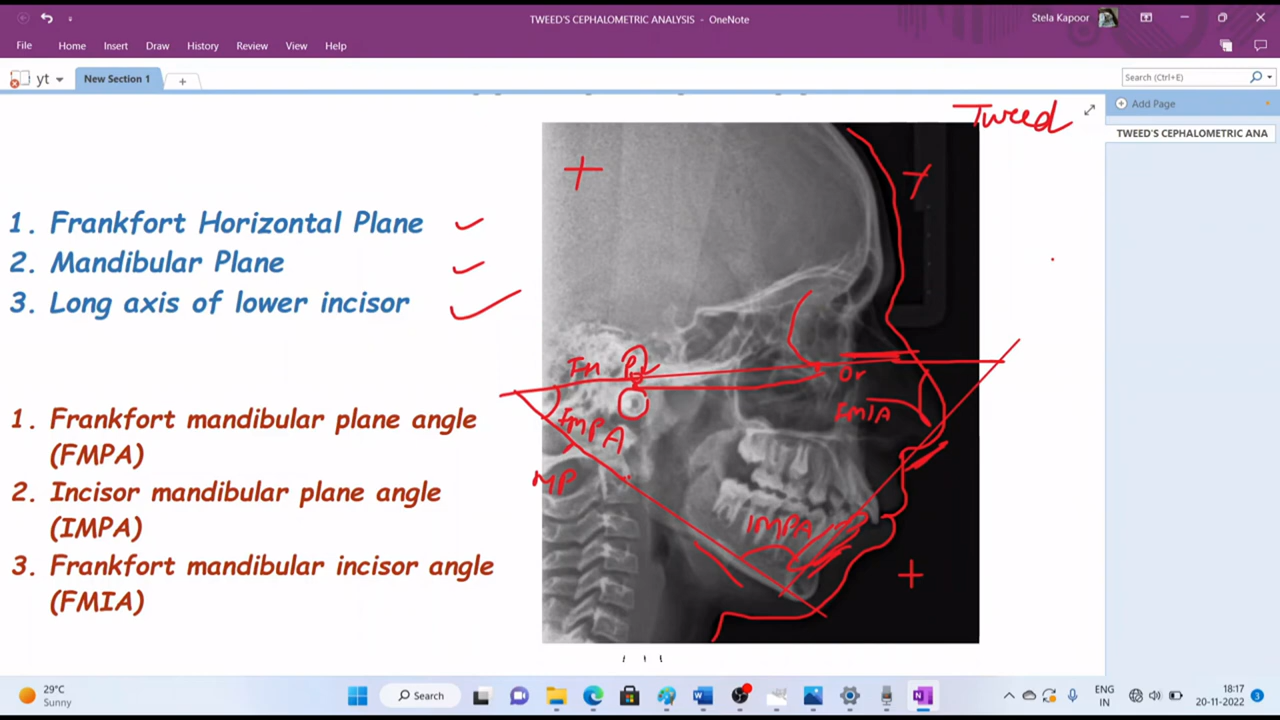 TWEED'S CEPHALOMETRIC ANALYSIS - OneNote
Stela Kapoor
File Home Insert Draw History Review View Help
yt New Section 1 +
Search (Ctrl+E)
Add Page
TWEED'S CEPHALOMETRIC ANA
Tweed
1. Frankfort Horizontal Plane
2. Mandibular Plane
3. Long axis of lower incisor
Or
FMIA
FMPA
MP
IMPA
1. Frankfort mandibular plane angle
(FMPA)
2. Incisor mandibular plane angle
(IMPA)
3. Frankfort mandibular incisor angle
(FMIA)
29°C
Sunny
Search
ENG
IN
18:17
20-11-2022
3